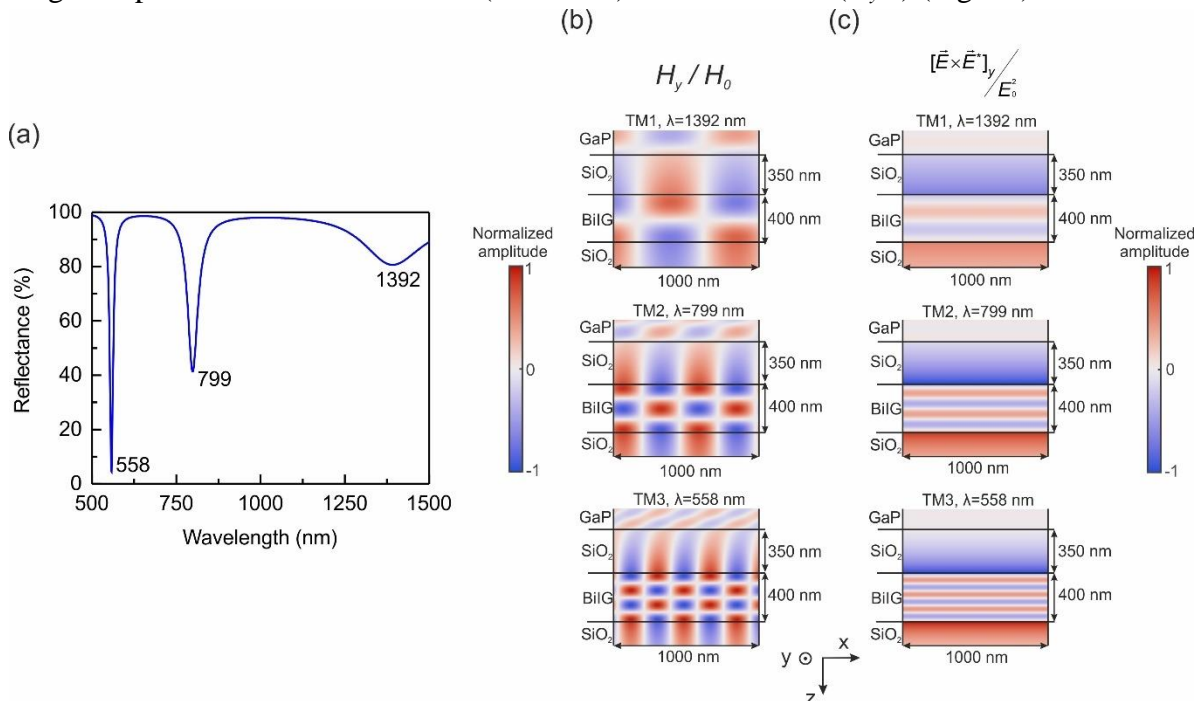 (b)
(c)
H_y / H_0
[E⃗×E⃗*]_y / E_0^2
(a)
TM1, λ=1392 nm
GaP
SiO₂
350 nm
BiIG
400 nm
SiO₂
1000 nm
TM1, λ=1392 nm
GaP
SiO₂
350 nm
BiIG
400 nm
SiO₂
1000 nm
100
80
60
40
20
0
Reflectance (%)
558
799
1392
500
750
1000
1250
1500
Wavelength (nm)
Normalized
amplitude
1
0
-1
TM2, λ=799 nm
GaP
SiO₂
350 nm
BiIG
400 nm
SiO₂
1000 nm
TM2, λ=799 nm
GaP
SiO₂
350 nm
BiIG
400 nm
SiO₂
1000 nm
Normalized
amplitude
1
0
-1
TM3, λ=558 nm
GaP
SiO₂
350 nm
BiIG
400 nm
SiO₂
1000 nm
TM3, λ=558 nm
GaP
SiO₂
350 nm
BiIG
400 nm
SiO₂
1000 nm
y
x
z